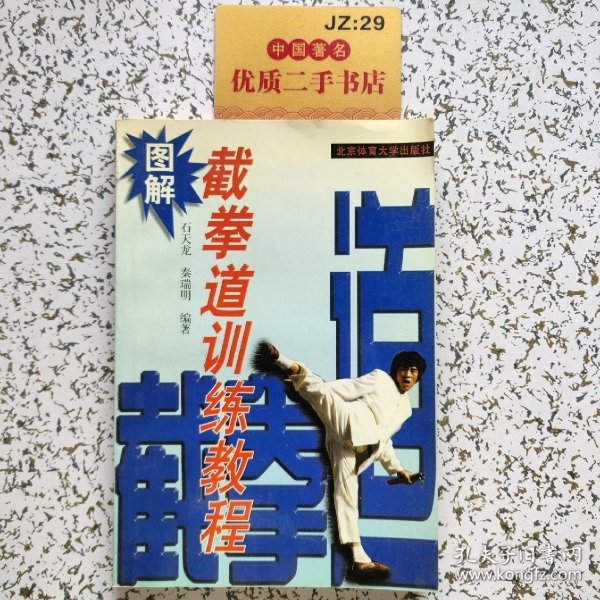 JZ:29
中国著名
优质二手书店
北京体育大学出版社
图解
截拳道训练教程
石天龙 秦瑞明 编著
截拳道
孔夫子旧书网
www.kongfz.com